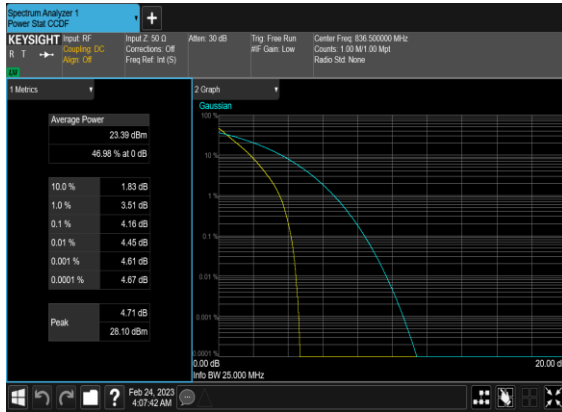 Spectrum Analyzer 1
Power Stat CCDF
KEYSIGHT
R T
LXI
Input: RF
Coupling: DC
Align: Off
Input Z: 50 Ω
Corrections: Off
Freq Ref: Int (S)
Atten: 30 dB
Trig: Free Run
#IF Gain: Low
Center Freq: 836.500000 MHz
Counts: 1.00 M/1.00 Mpt
Radio Std: None
1 Metrics
Average Power
23.39 dBm
46.98 % at 0 dB
10.0 % 1.83 dB
1.0 % 3.51 dB
0.1 % 4.16 dB
0.01 % 4.45 dB
0.001 % 4.61 dB
0.0001 % 4.67 dB
Peak
4.71 dB
28.10 dBm
2 Graph
Gaussian
100 %
10 %
1 %
0.1 %
0.01 %
0.001 %
0.0001 %
0.00 dB
20.00 d
Info BW 25.000 MHz
?
Feb 24, 2023
4:07:42 AM